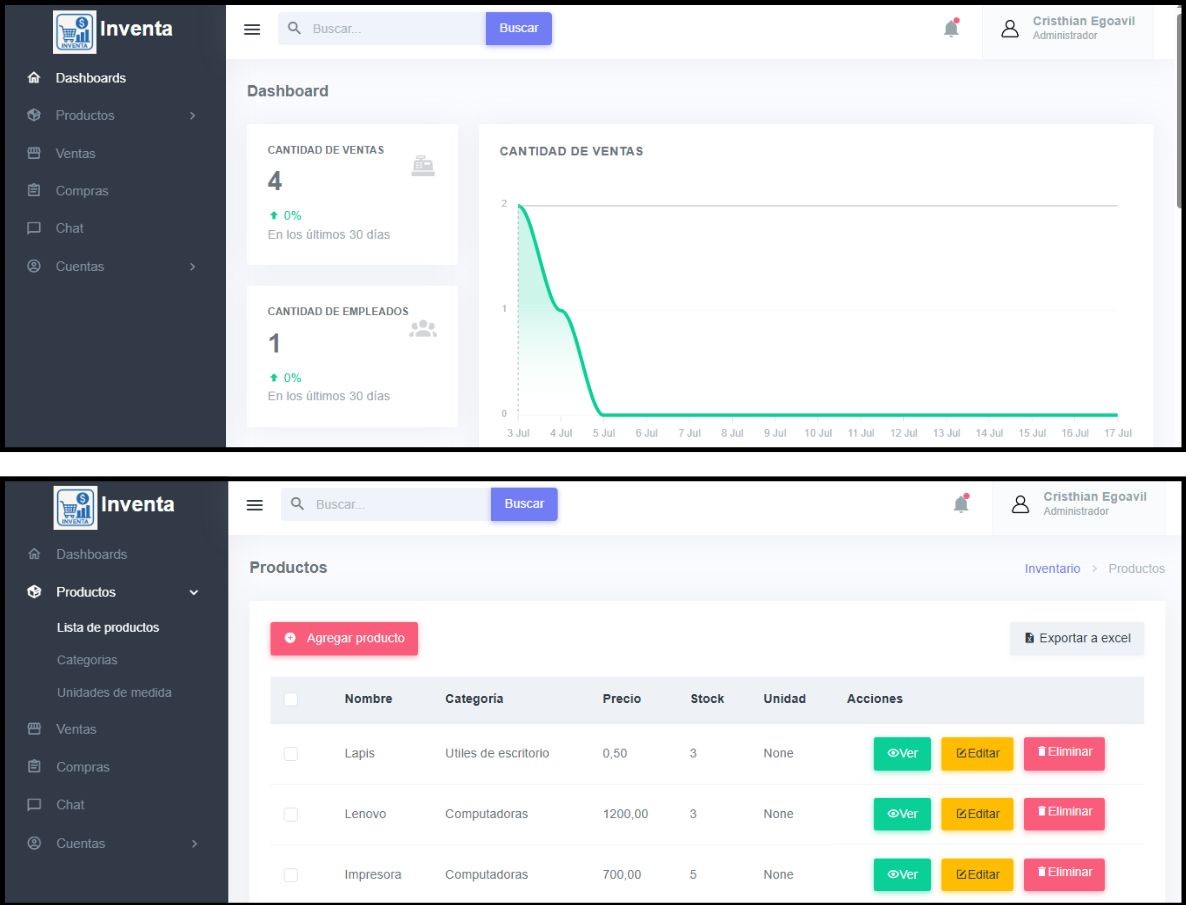 INVENTA
Inventa
Buscar...
Buscar
Cristhian Egoavil
Administrador
Dashboards
Productos
Ventas
Compras
Chat
Cuentas
Dashboard
CANTIDAD DE VENTAS
4
0%
En los últimos 30 días
CANTIDAD DE EMPLEADOS
1
0%
En los últimos 30 días
CANTIDAD DE VENTAS
2
1
0
3 Jul 4 Jul 5 Jul 6 Jul 7 Jul 8 Jul 9 Jul 10 Jul 11 Jul 12 Jul 13 Jul 14 Jul 15 Jul 16 Jul 17 Jul
INVENTA
Inventa
Buscar...
Buscar
Cristhian Egoavil
Administrador
Dashboards
Productos
Lista de productos
Categorias
Unidades de medida
Ventas
Compras
Chat
Cuentas
Productos
Inventario > Productos
Agregar producto
Exportar a excel
Nombre Categoría Precio Stock Unidad Acciones
Lapis Utiles de escritorio 0,50 3 None Ver Editar Eliminar
Lenovo Computadoras 1200,00 3 None Ver Editar Eliminar
Impresora Computadoras 700,00 5 None Ver Editar Eliminar